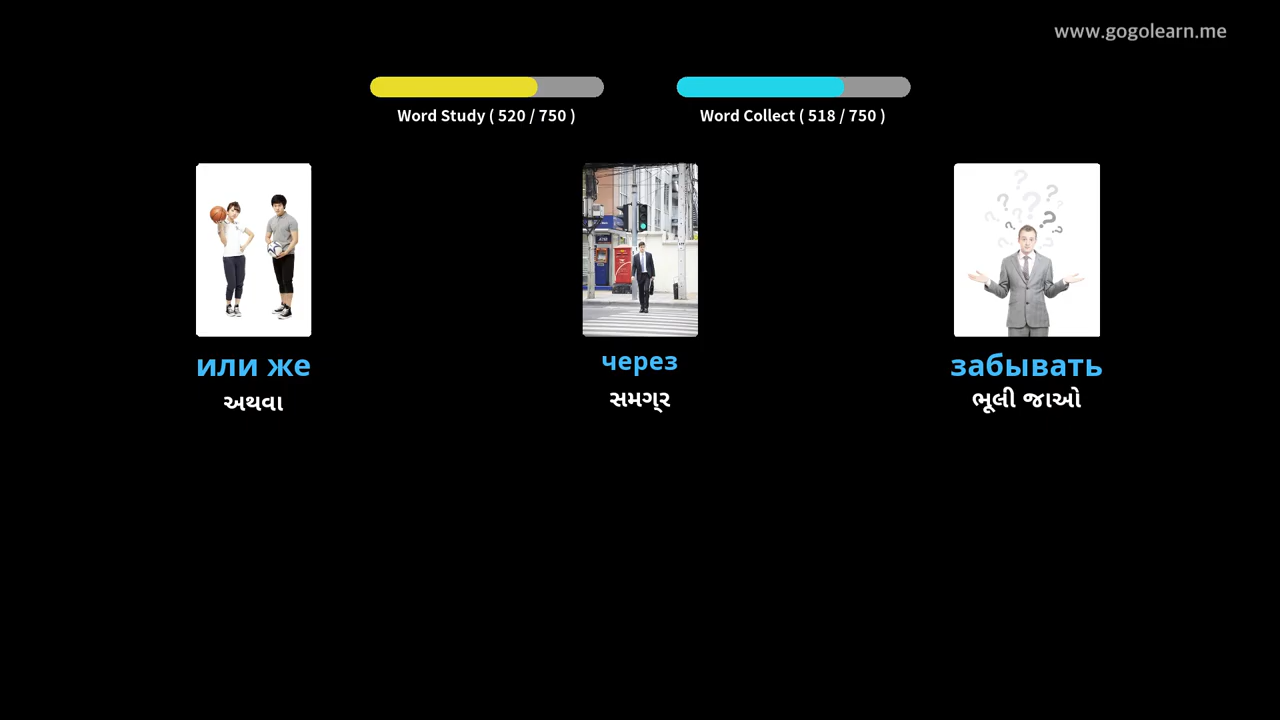 www.gogolearn.me
Word Study ( 520 / 750 )
Word Collect ( 518 / 750 )
или же
અથવા
через
સમગ્ર
забывать
ભૂલી જાઓ